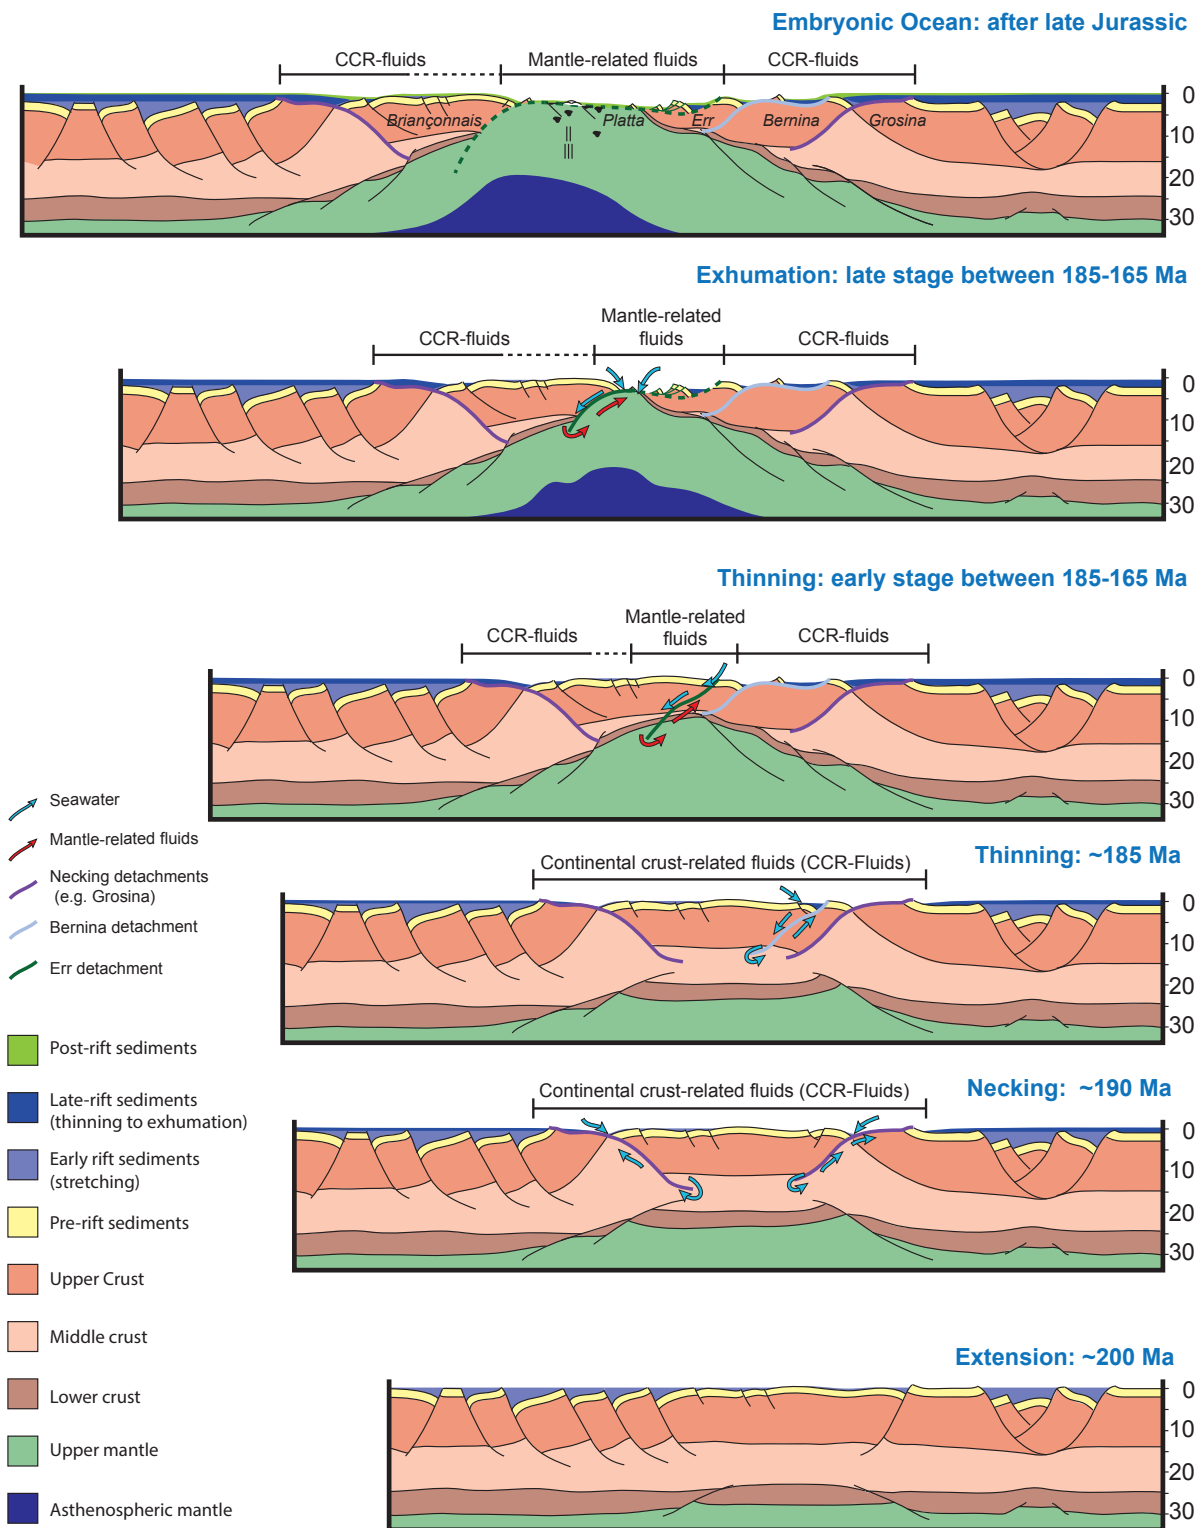 Embryonic Ocean: after late Jurassic
CCR-fluids
Mantle-related fluids
CCR-fluids
Briançonnais
Platta
Err
Bernina
Grosina
0
10
20
30
Exhumation: late stage between 185-165 Ma
CCR-fluids
Mantle-related
fluids
CCR-fluids
0
10
20
30
Thinning: early stage between 185-165 Ma
CCR-fluids
Mantle-related
fluids
CCR-fluids
0
10
20
30
Thinning: ~185 Ma
Continental crust-related fluids (CCR-Fluids)
0
10
20
30
Necking: ~190 Ma
Continental crust-related fluids (CCR-Fluids)
0
10
20
30
Extension: ~200 Ma
0
10
20
30
Seawater
Mantle-related fluids
Necking detachments
(e.g. Grosina)
Bernina detachment
Err detachment
Post-rift sediments
Late-rift sediments
(thinning to exhumation)
Early rift sediments
(stretching)
Pre-rift sediments
Upper Crust
Middle crust
Lower crust
Upper mantle
Asthenospheric mantle